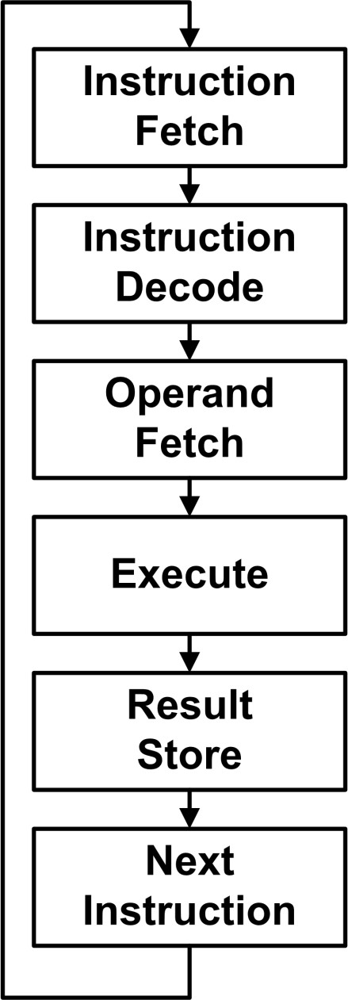 Instruction
Fetch
Instruction
Decode
Operand
Fetch
Execute
Result
Store
Next
Instruction